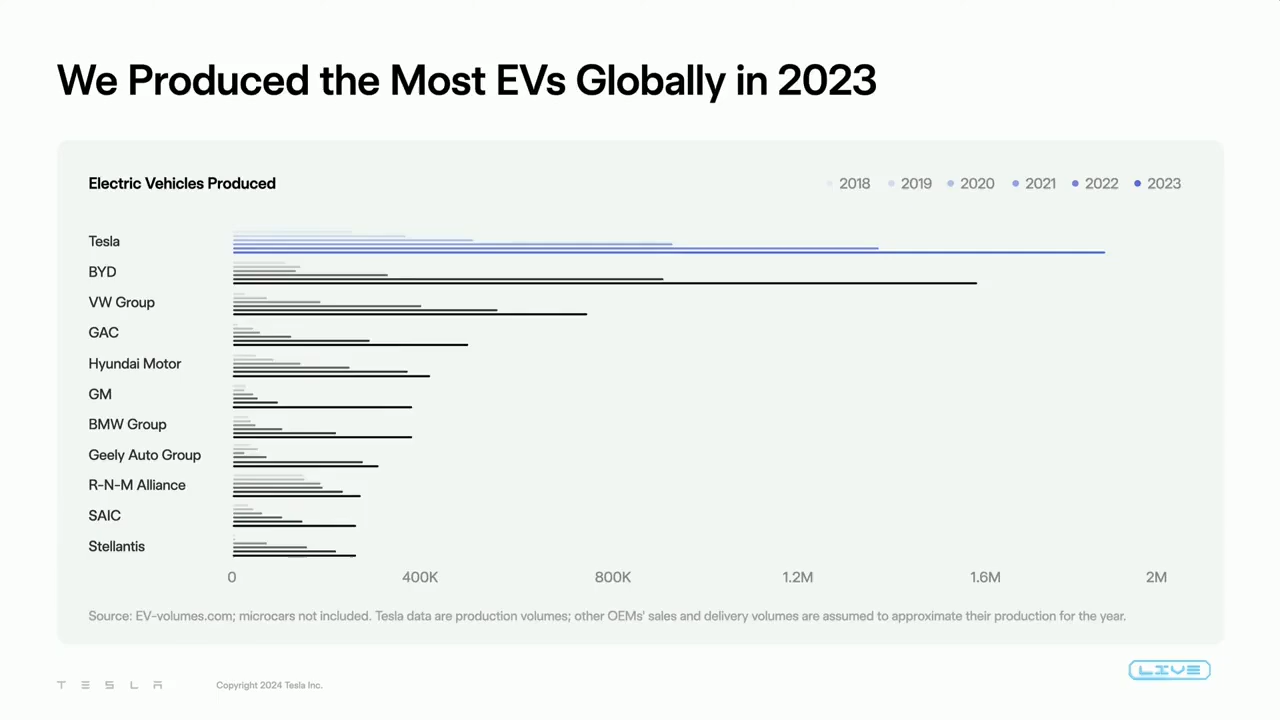 We Produced the Most EVs Globally in 2023
Electric Vehicles Produced
2018 2019 2020 2021 2022 2023
Tesla
BYD
VW Group
GAC
Hyundai Motor
GM
BMW Group
Geely Auto Group
R-N-M Alliance
SAIC
Stellantis
0 400K 800K 1.2M 1.6M 2M
Source: EV-volumes.com; microcars not included. Tesla data are production volumes; other OEMs' sales and delivery volumes are assumed to approximate their production for the year.
TESLA Copyright 2024 Tesla Inc.
LIVE